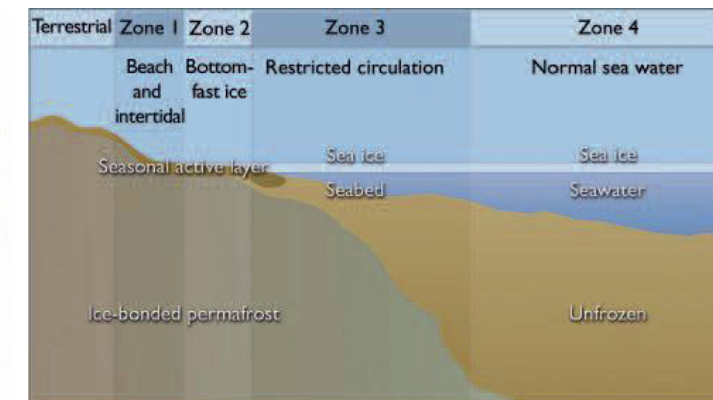 Terrestrial Zone 1 Zone 2 Zone 3 Zone 4
Beach and intertidal
Bottom-fast ice
Restricted circulation
Normal sea water
Seasonal active layer
Sea ice
Sea ice
Seabed
Seawater
Ice-bonded permafrost
Unfrozen